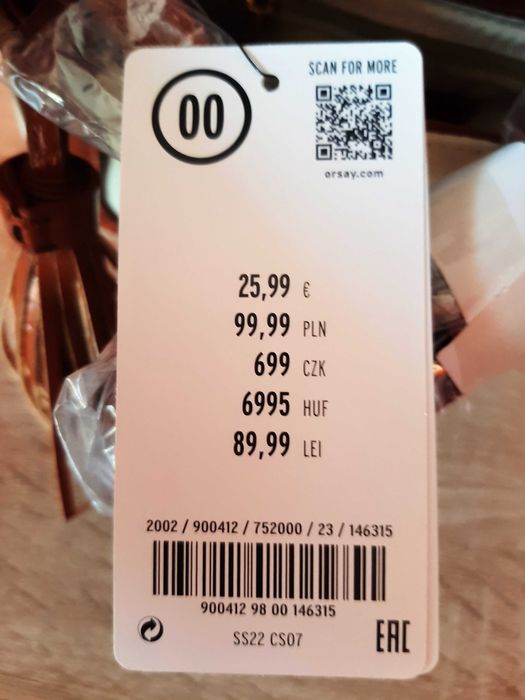 00
SCAN FOR MORE
orsay.com
25,99 €
99,99 PLN
699 CZK
6995 HUF
89,99 LEI
2002 / 900412 / 752000 / 23 / 146315
900412 98 00 146315
SS22 CS07
EAC